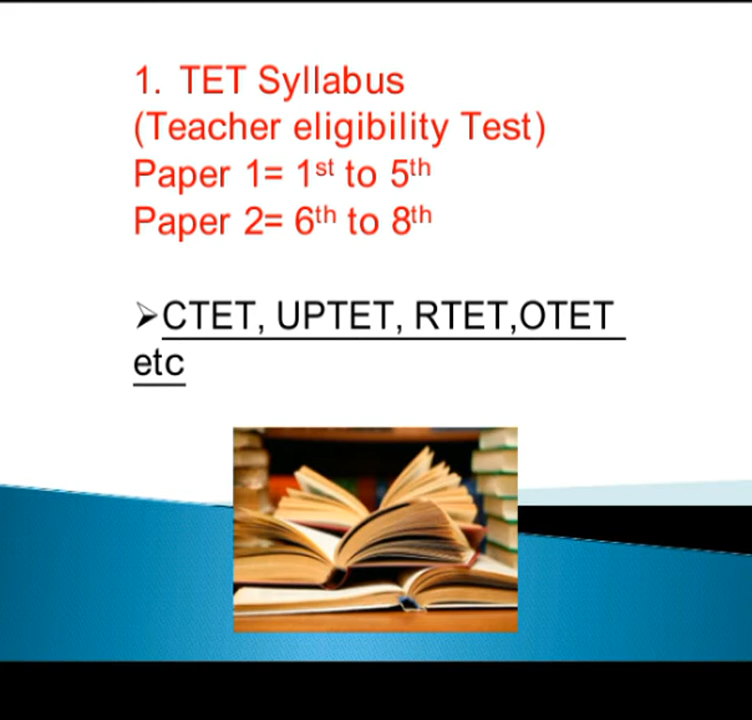 1. TET Syllabus
(Teacher eligibility Test)
Paper 1= 1st to 5th
Paper 2= 6th to 8th
➢CTET, UPTET, RTET,OTET
etc